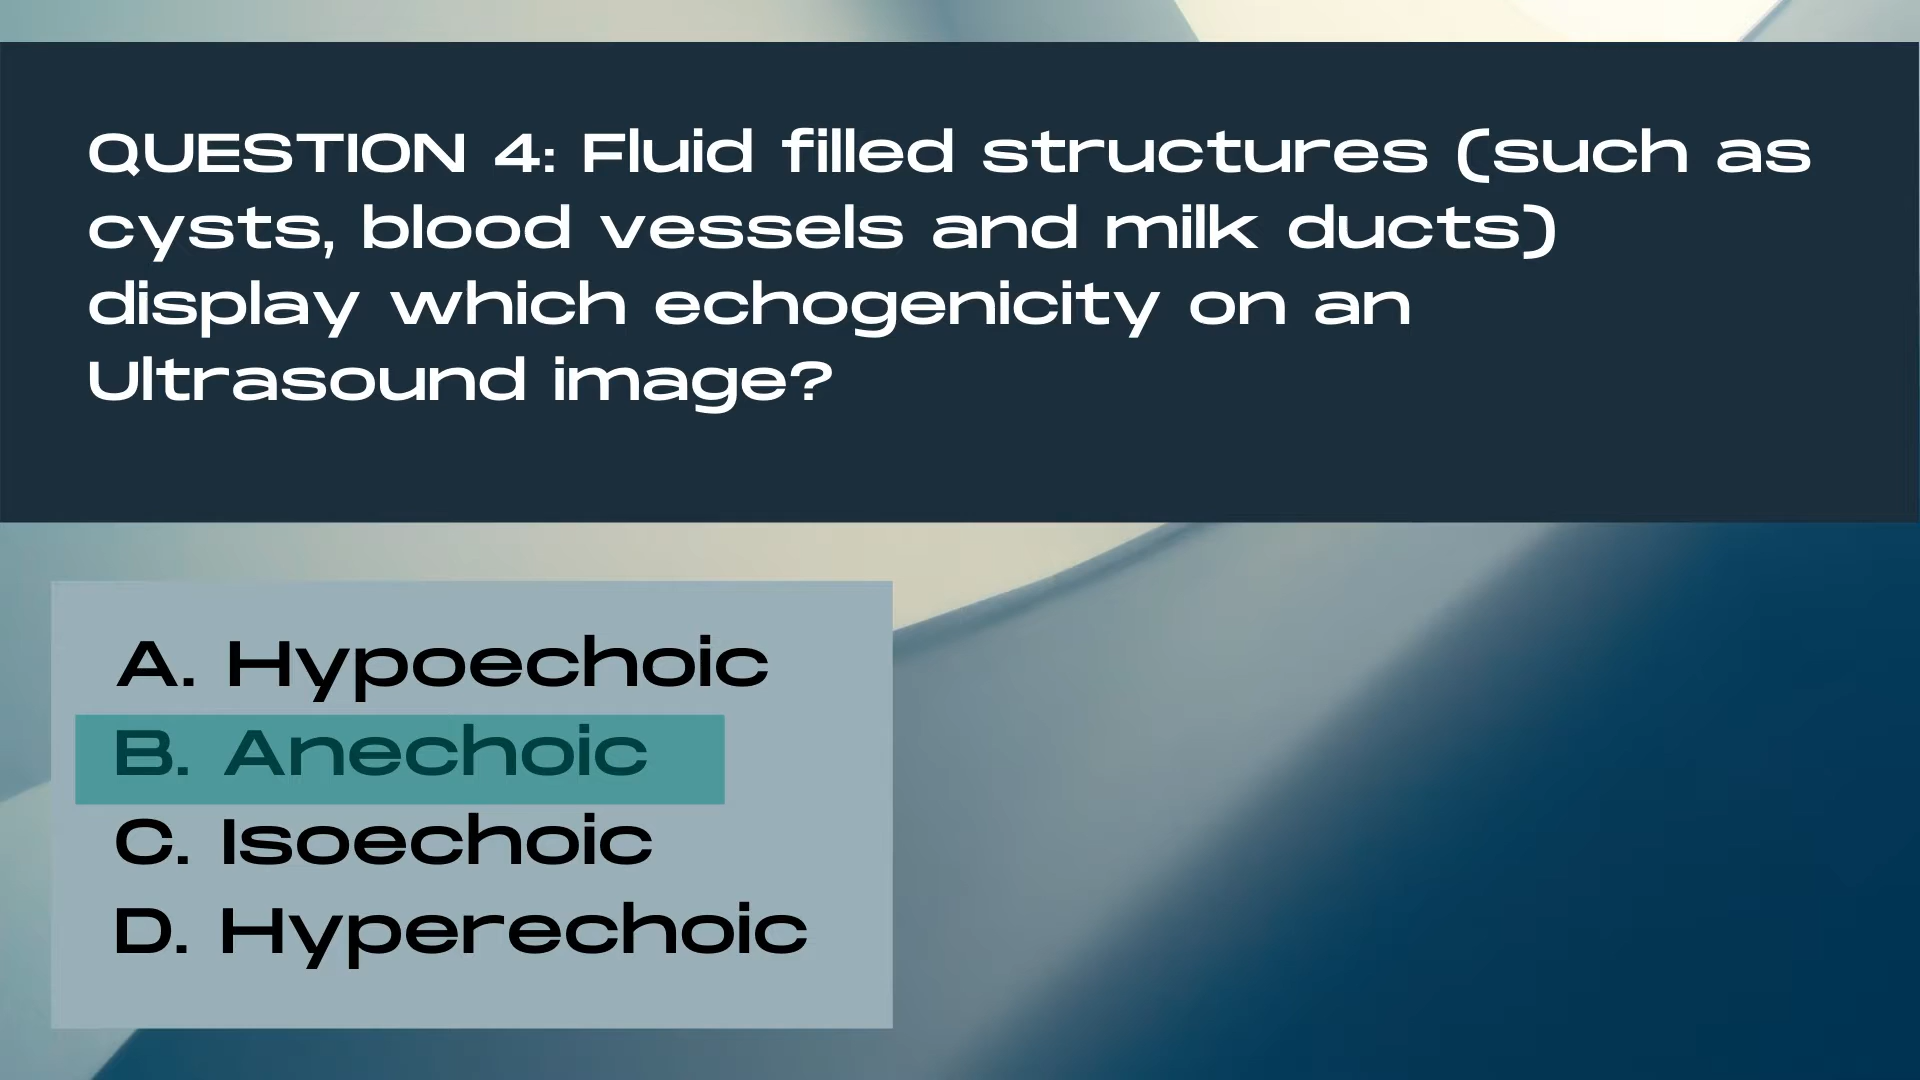 QUESTION 4: Fluid filled structures (such as
cysts, blood vessels and milk ducts)
display which echogenicity on an
Ultrasound image?
A. Hypoechoic
B. Anechoic
C. Isoechoic
D. Hyperechoic